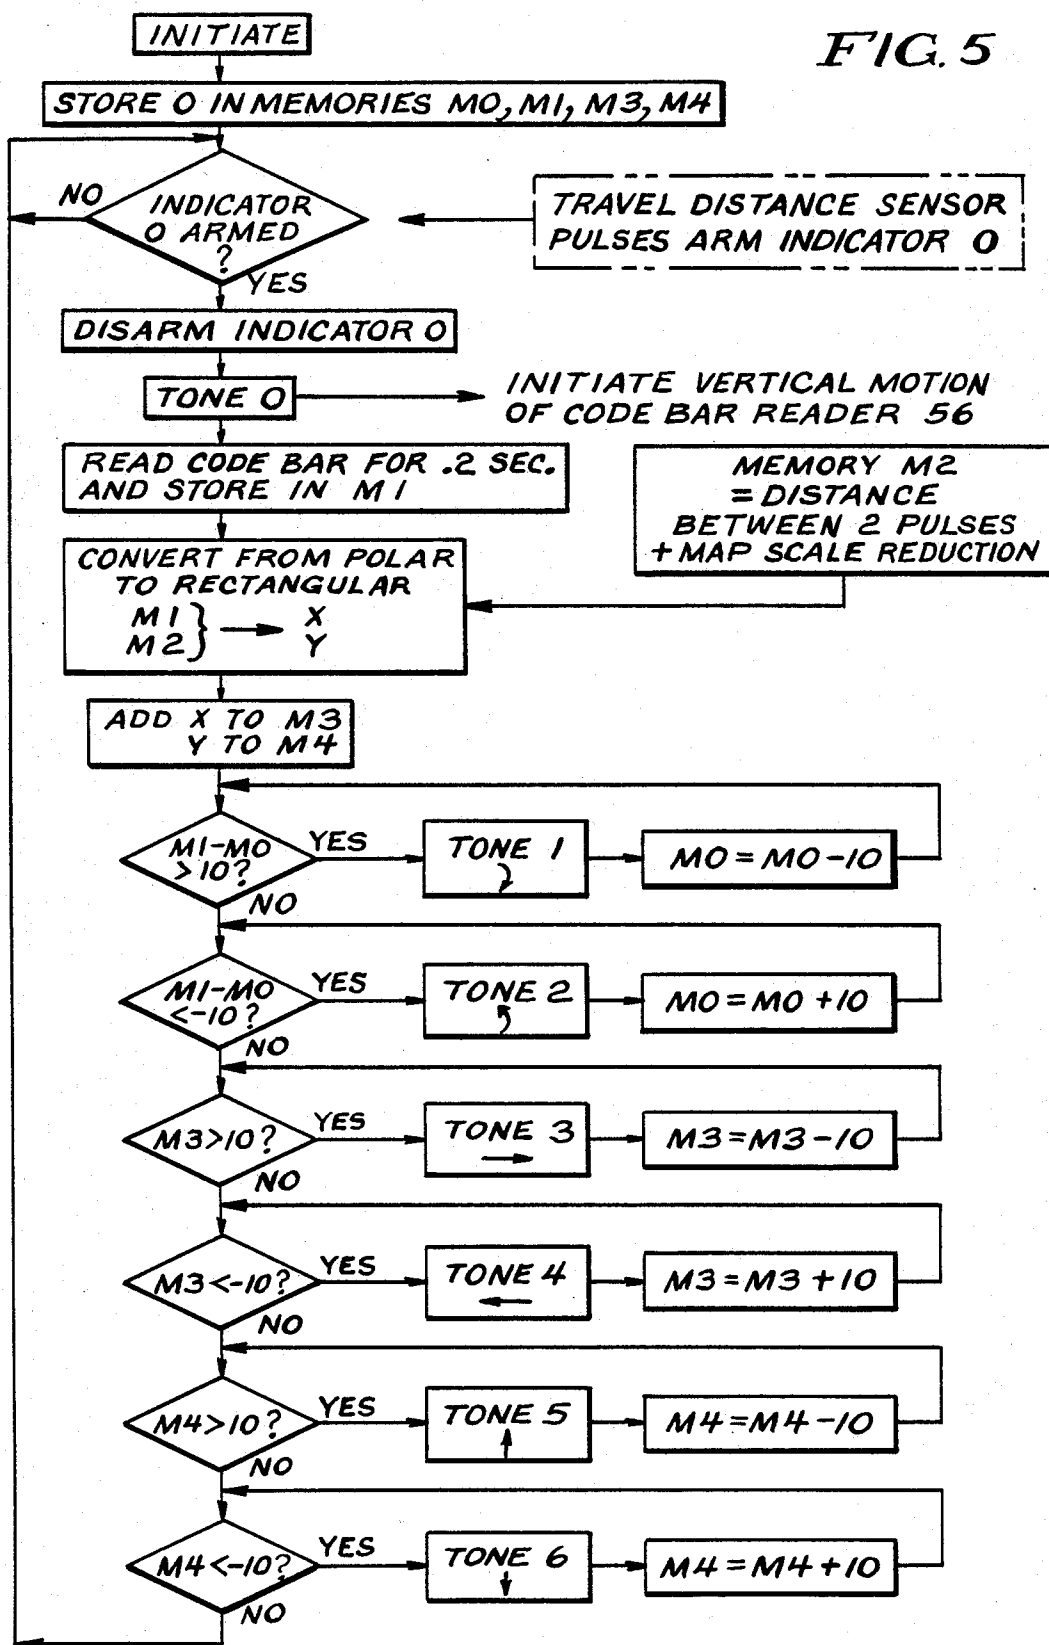 FIG. 5
INITIATE
STORE 0 IN MEMORIES M0, M1, M3, M4
INDICATOR
0 ARMED
?
NO
YES
TRAVEL DISTANCE SENSOR
PULSES ARM INDICATOR 0
DISARM INDICATOR 0
TONE 0
INITIATE VERTICAL MOTION
OF CODE BAR READER 56
READ CODE BAR FOR .2 SEC.
AND STORE IN M1
MEMORY M2
= DISTANCE
BETWEEN 2 PULSES
+ MAP SCALE REDUCTION
CONVERT FROM POLAR
TO RECTANGULAR
M1 } → X
M2 } Y
ADD X TO M3
Y TO M4
M1-M0
>10?
YES
TONE 1
M0 = M0 - 10
NO
M1-M0
<-10?
YES
TONE 2
M0 = M0 + 10
NO
M3>10?
YES
TONE 3
M3 = M3 - 10
NO
M3<-10?
YES
TONE 4
M3 = M3 + 10
NO
M4>10?
YES
TONE 5
M4 = M4 - 10
NO
M4<-10?
YES
TONE 6
M4 = M4 + 10
NO